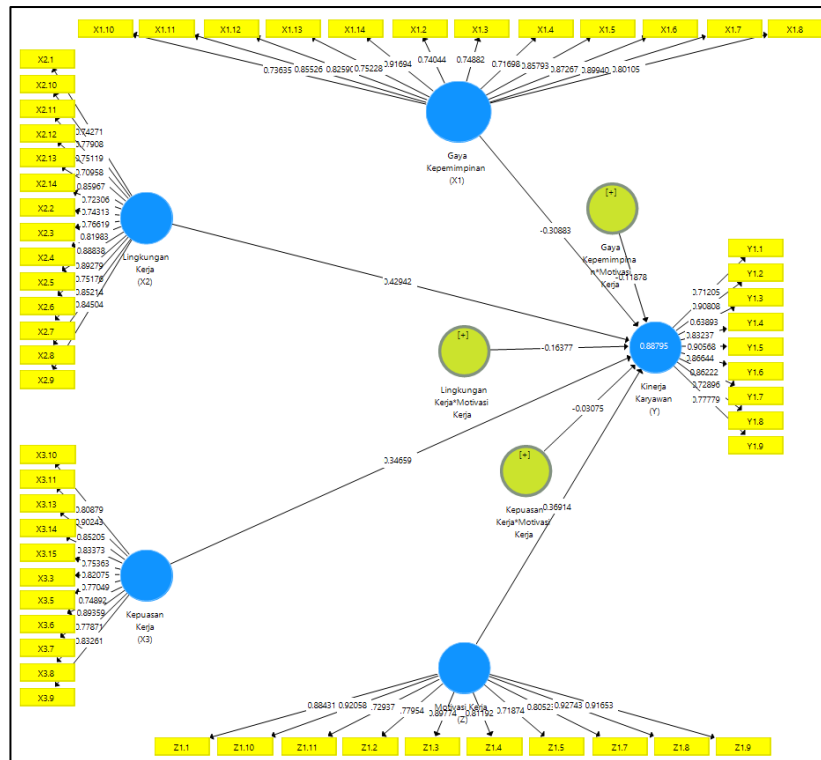 X1.10 X1.11 X1.12 X1.13 X1.14 X1.2 X1.3 X1.4 X1.5 X1.6 X1.7 X1.8
0.73635 0.85526 0.75228 0.91694 0.74044 0.74882 0.71698 0.85793 0.87267 0.89940 0.80105
Gaya
Kepemimpinan
(X1)
X2.1
X2.10
X2.11
X2.12
X2.13
X2.14
X2.2
X2.3
X2.4
X2.5
X2.6
X2.7
X2.8
X2.9
0.74271
0.77908
0.75119
0.70958
0.85967
0.72306
0.74313
0.76619
0.81983
0.88838
0.89279
0.75176
0.85214
0.84504
Lingkungan
Kerja
(X2)
-0.30883
[+]
Gaya
Kepemimpina
n*Motivasi
Kerja
-0.11878
0.42942
[+]
Lingkungan
Kerja*Motivasi
Kerja
-0.16377
0.88795
Kinerja
Karyawan
(Y)
Y1.1
Y1.2
Y1.3
Y1.4
Y1.5
Y1.6
Y1.7
Y1.8
Y1.9
0.71205
0.90808
0.63893
0.83237
0.90568
0.86644
0.86222
0.72896
0.77779
0.34659
[+]
Kepuasan
Kerja*Motivasi
Kerja
-0.03075
0.36914
X3.10
X3.11
X3.13
X3.14
X3.15
X3.3
X3.5
X3.6
X3.7
X3.8
X3.9
0.80879
0.90243
0.85205
0.83373
0.75363
0.82075
0.77049
0.74892
0.89359
0.77871
0.83261
Kepuasan
Kerja
(X3)
Motivasi Kerja
(Z)
0.88431 0.92058 .72937 .77954 0.89774 0.81192 0.71874 0.8052 0.92743 0.91653
Z1.1 Z1.10 Z1.11 Z1.2 Z1.3 Z1.4 Z1.5 Z1.7 Z1.8 Z1.9